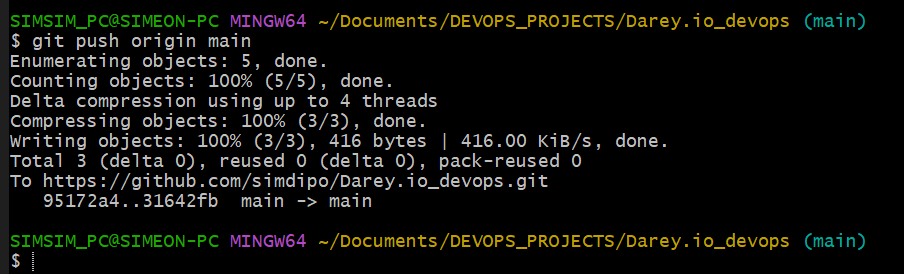 SIMSIM_PC@SIMEON-PC MINGW64 ~/Documents/DEVOPS_PROJECTS/Darey.io_devops (main)
$ git push origin main
Enumerating objects: 5, done.
Counting objects: 100% (5/5), done.
Delta compression using up to 4 threads
Compressing objects: 100% (3/3), done.
Writing objects: 100% (3/3), 416 bytes | 416.00 KiB/s, done.
Total 3 (delta 0), reused 0 (delta 0), pack-reused 0
To https://github.com/simdipo/Darey.io_devops.git
   95172a4..31642fb  main -> main
SIMSIM_PC@SIMEON-PC MINGW64 ~/Documents/DEVOPS_PROJECTS/Darey.io_devops (main)
$